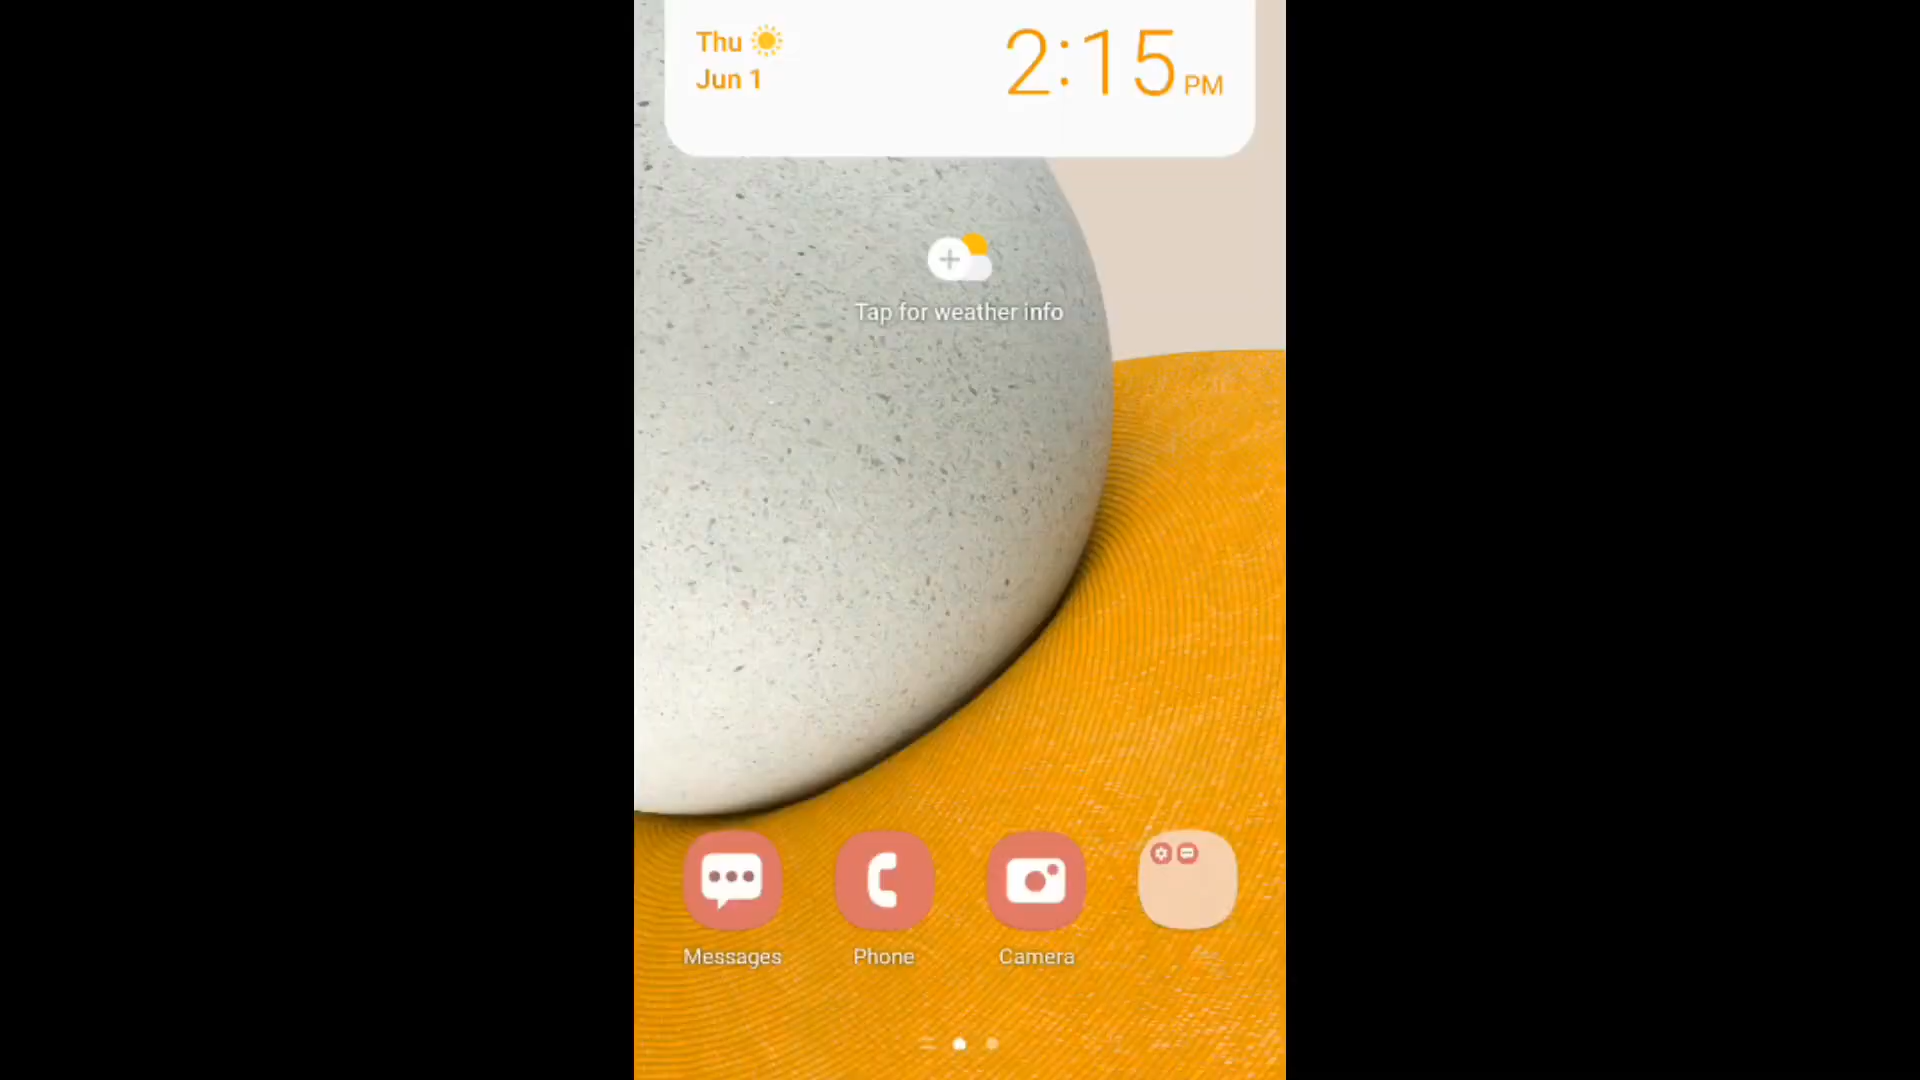 Thu
Jun 1
2:15 PM
Tap for weather info
Messages
Phone
Camera